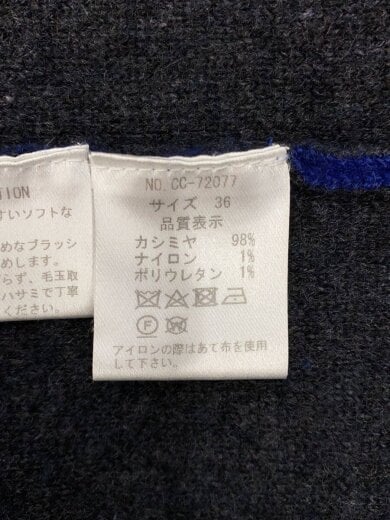 TION
すいソフトな
めなブラッシ
めします。
らず、毛玉取
ハサミで丁寧
ください。
NO. CC-72077
サイズ 36
品質表示
カシミヤ 98%
ナイロン 1%
ポリウレタン 1%
アイロンの際はあて布を使用
して下さい。